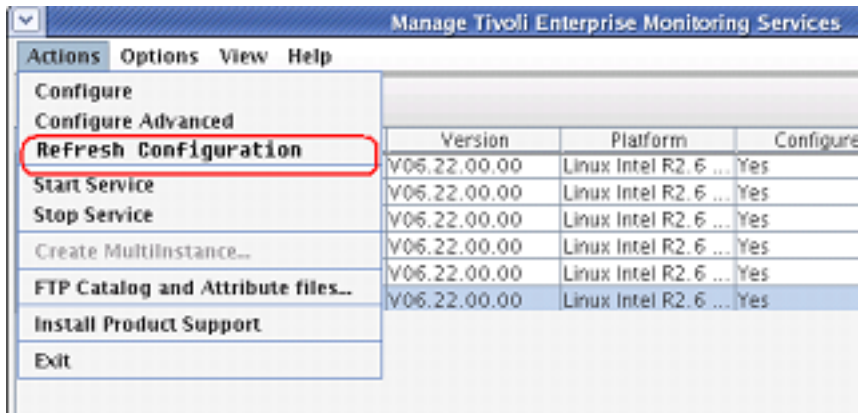 Manage Tivoli Enterprise Monitoring Services
Actions Options View Help
Configure
Configure Advanced
Refresh Configuration
Start Service
Stop Service
Create MultiInstance...
FTP Catalog and Attribute files...
Install Product Support
Exit
Version Platform Configure
V06.22.00.00 Linux Intel R2.6 ... Yes
V06.22.00.00 Linux Intel R2.6 ... Yes
V06.22.00.00 Linux Intel R2.6 ... Yes
V06.22.00.00 Linux Intel R2.6 ... Yes
V06.22.00.00 Linux Intel R2.6 ... Yes
V06.22.00.00 Linux Intel R2.6 ... Yes